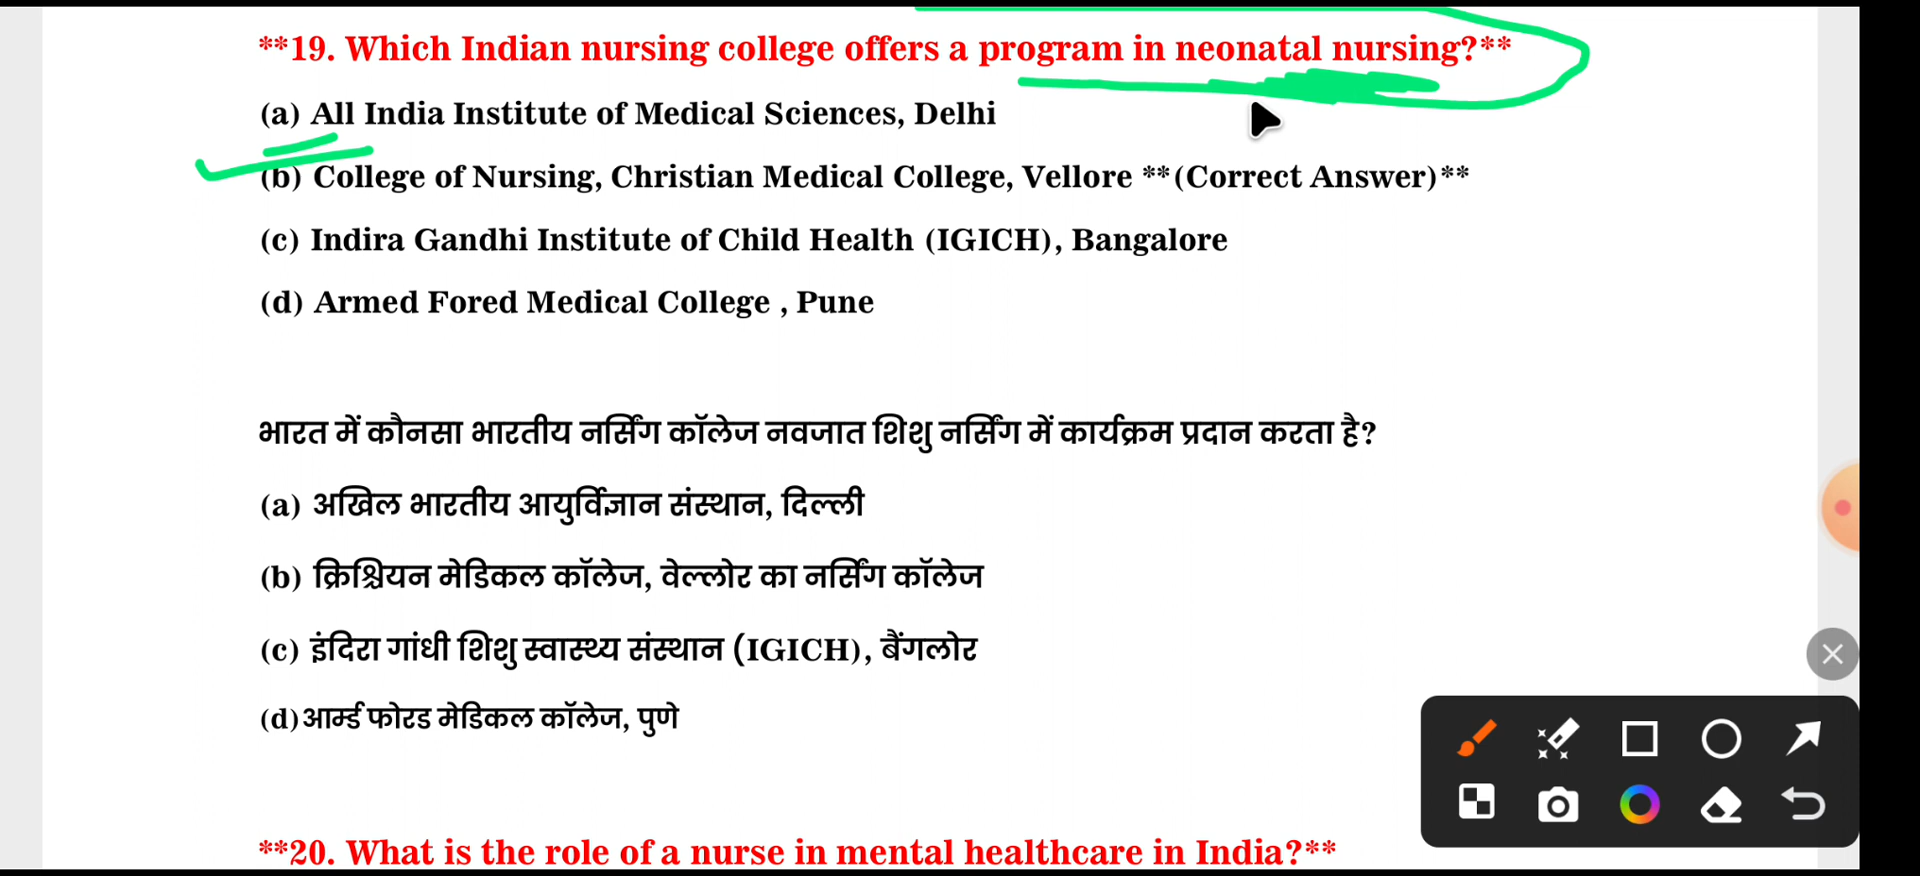 **19. Which Indian nursing college offers a program in neonatal nursing?**
(a) All India Institute of Medical Sciences, Delhi
(b) College of Nursing, Christian Medical College, Vellore **(Correct Answer)**
(c) Indira Gandhi Institute of Child Health (IGICH), Bangalore
(d) Armed Fored Medical College , Pune
भारत में कौनसा भारतीय नर्सिंग कॉलेज नवजात शिशु नर्सिंग में कार्यक्रम प्रदान करता है?
(a) अखिल भारतीय आयुर्विज्ञान संस्थान, दिल्ली
(b) क्रिश्चियन मेडिकल कॉलेज, वेल्लोर का नर्सिंग कॉलेज
(c) इंदिरा गांधी शिशु स्वास्थ्य संस्थान (IGICH), बैंगलोर
(d) आर्म्ड फोरड मेडिकल कॉलेज, पुणे
**20. What is the role of a nurse in mental healthcare in India?**